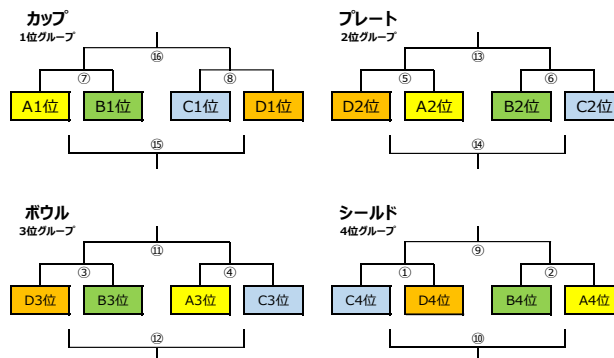 カップ
1位グループ
⑯
⑦
⑧
A1位
B1位
C1位
D1位
⑮
プレート
2位グループ
⑬
⑤
⑥
D2位
A2位
B2位
C2位
⑭
ボウル
3位グループ
⑪
③
④
D3位
B3位
A3位
C3位
⑫
シールド
4位グループ
⑨
①
②
C4位
D4位
B4位
A4位
⑩